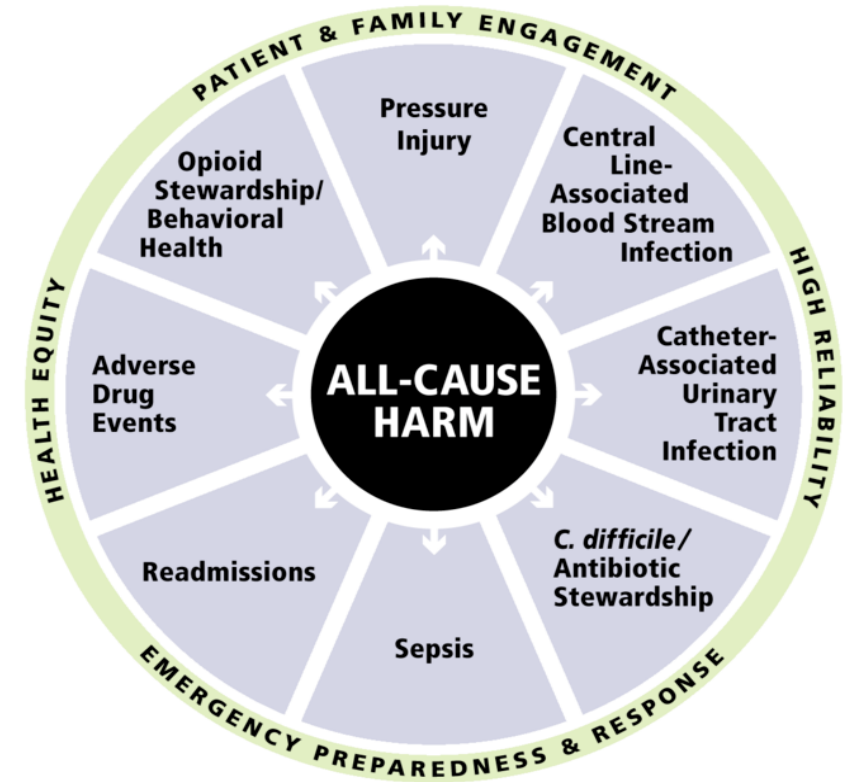 PATIENT & FAMILY ENGAGEMENT
Pressure
Injury
Central
Line-
Associated
Blood Stream
Infection
Opioid
Stewardship/
Behavioral
Health
HIGH RELIABILITY
HEALTH EQUITY
Catheter-
Associated
Urinary
Tract
Infection
Adverse
Drug
Events
ALL-CAUSE
HARM
C. difficile/
Antibiotic
Stewardship
Readmissions
Sepsis
EMERGENCY PREPAREDNESS & RESPONSE